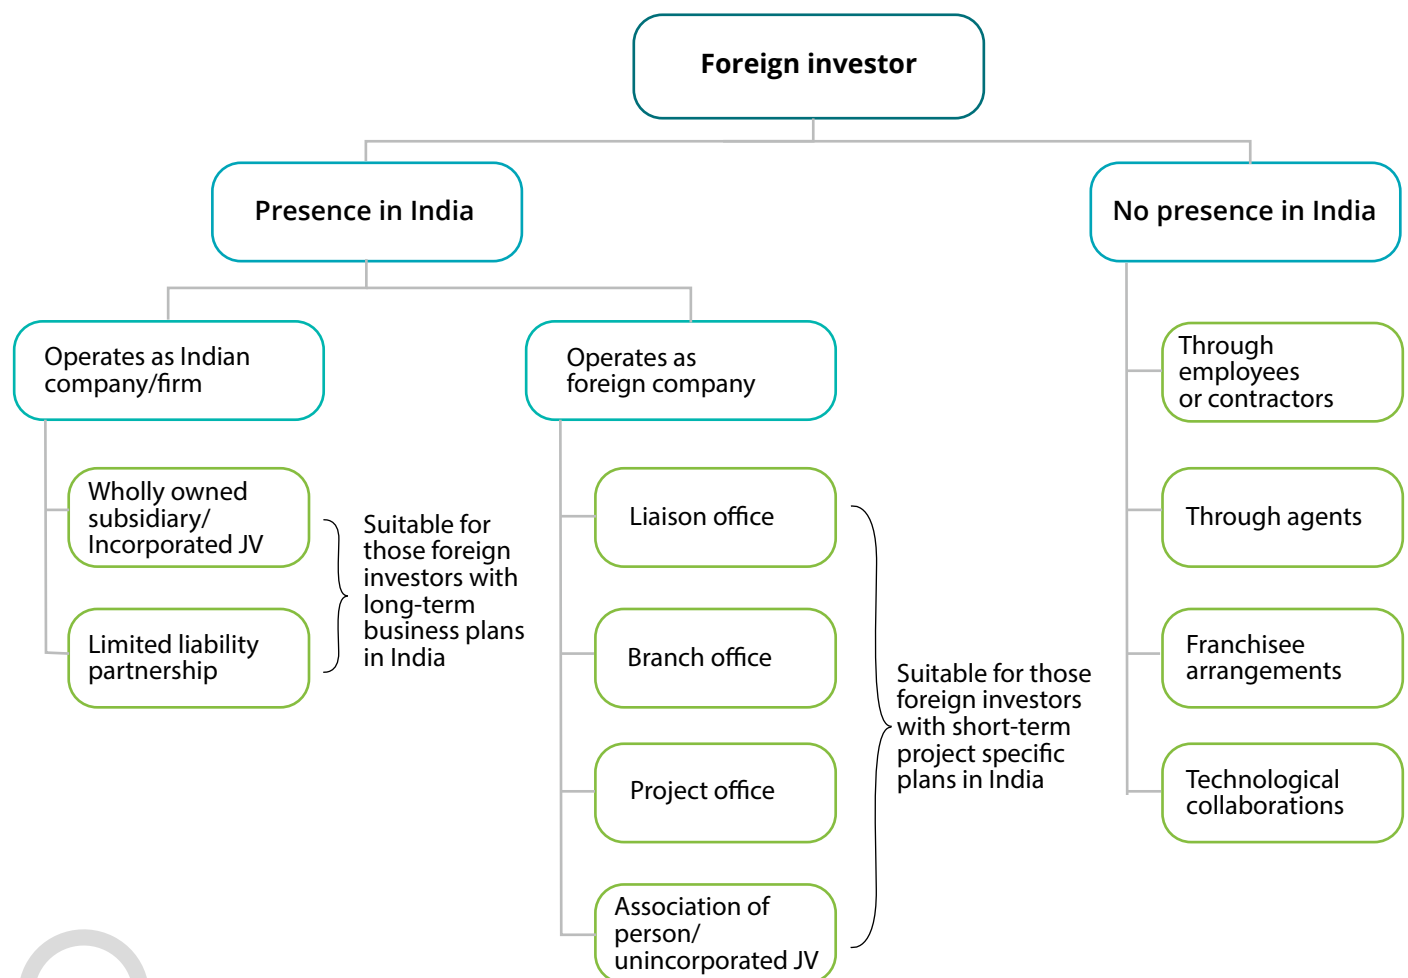 Foreign investor
Presence in India
No presence in India
Operates as Indian
company/firm
Operates as
foreign company
Wholly owned
subsidiary/
Incorporated JV
Limited liability
partnership
Suitable for
those foreign
investors with
long-term
business plans
in India
Liaison office
Branch office
Project office
Association of
person/
unincorporated JV
Suitable for those
foreign investors
with short-term
project specific
plans in India
Through
employees
or contractors
Through agents
Franchisee
arrangements
Technological
collaborations